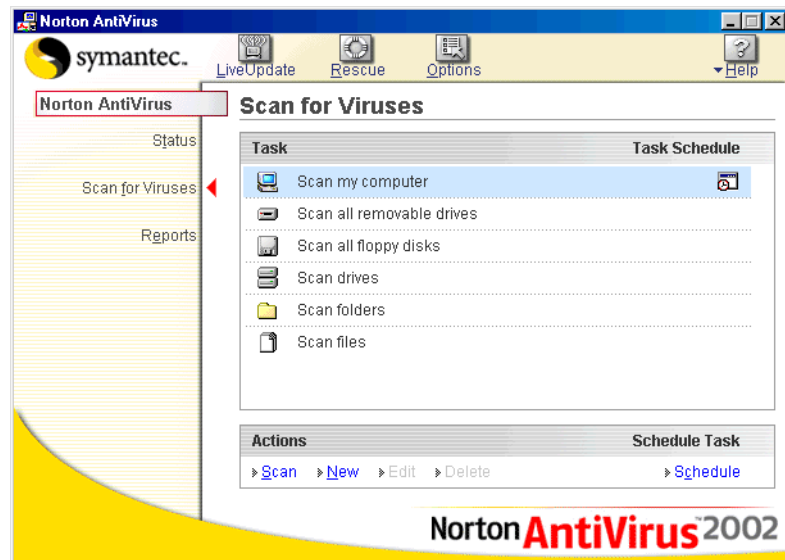 Norton AntiVirus
symantec.
LiveUpdate Rescue Options Help
Norton AntiVirus
Status
Scan for Viruses
Reports
Scan for Viruses
Task Task Schedule
Scan my computer
Scan all removable drives
Scan all floppy disks
Scan drives
Scan folders
Scan files
Actions Schedule Task
Scan New Edit Delete Schedule
Norton AntiVirus 2002